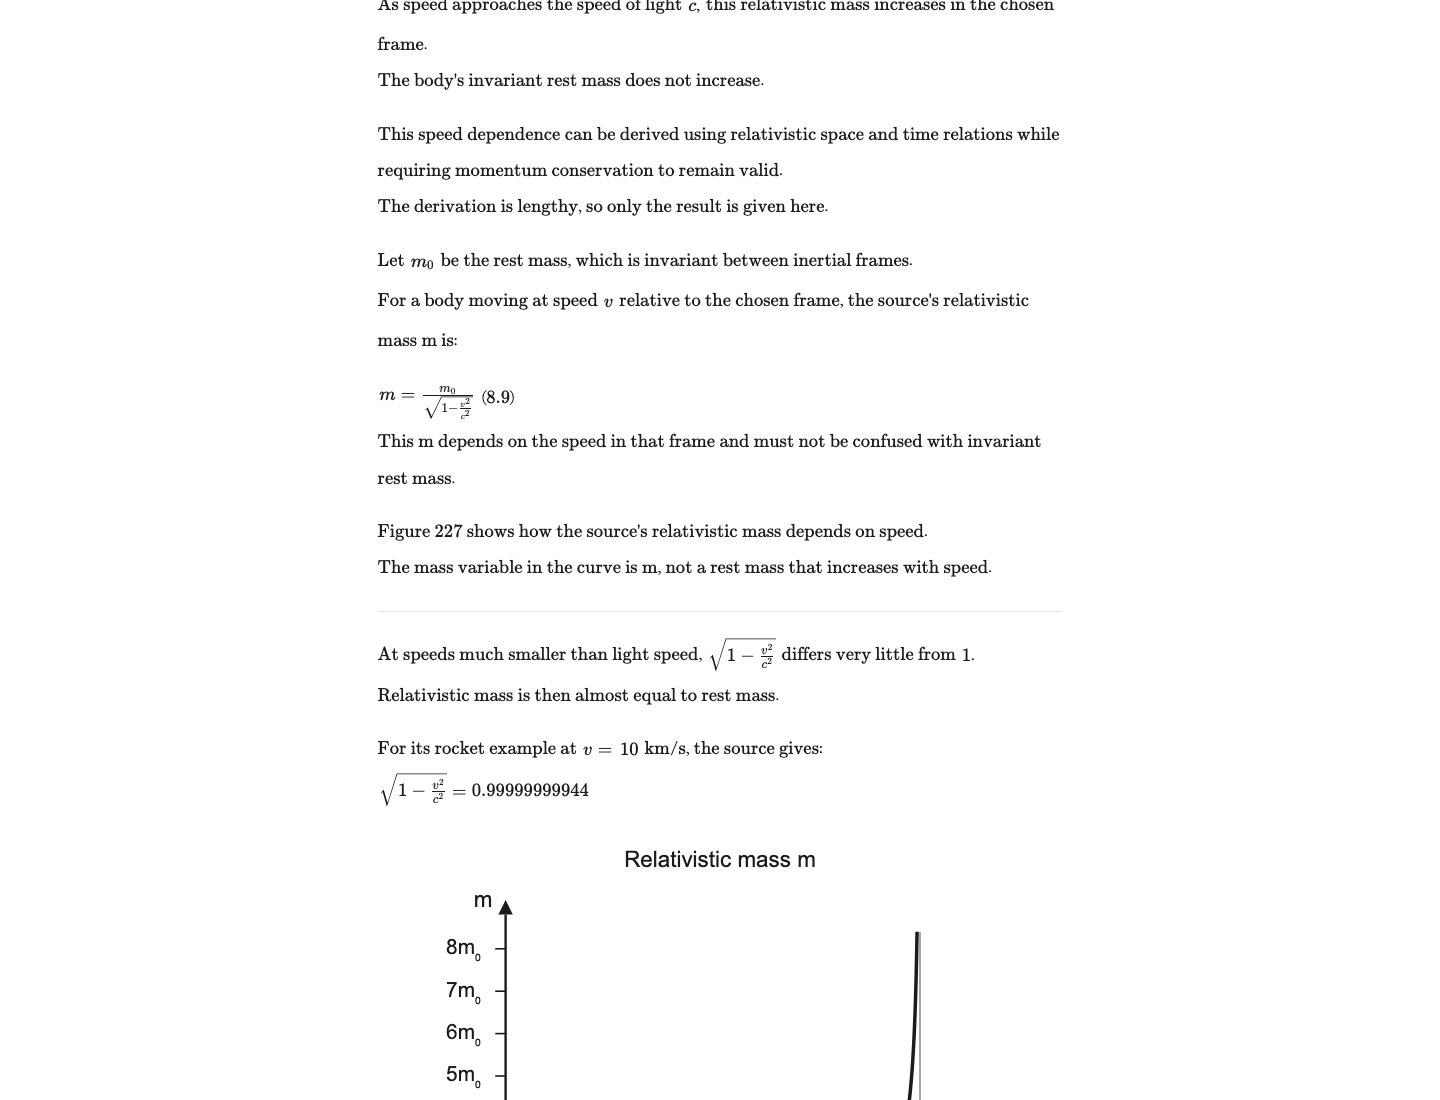 As speed approaches the speed of light c, this relativistic mass increases in the chosen
frame.
The body's invariant rest mass does not increase.
This speed dependence can be derived using relativistic space and time relations while
requiring momentum conservation to remain valid.
The derivation is lengthy, so only the result is given here.
Let m₀ be the rest mass, which is invariant between inertial frames.
For a body moving at speed v relative to the chosen frame, the source's relativistic
mass m is:
m = m₀ / √(1 − v²/c²) (8.9)
This m depends on the speed in that frame and must not be confused with invariant
rest mass.
Figure 227 shows how the source's relativistic mass depends on speed.
The mass variable in the curve is m, not a rest mass that increases with speed.
At speeds much smaller than light speed, √(1 − v²/c²) differs very little from 1.
Relativistic mass is then almost equal to rest mass.
For its rocket example at v = 10 km/s, the source gives:
√(1 − v²/c²) = 0.99999999944
Relativistic mass m
m
8m₀
7m₀
6m₀
5m₀